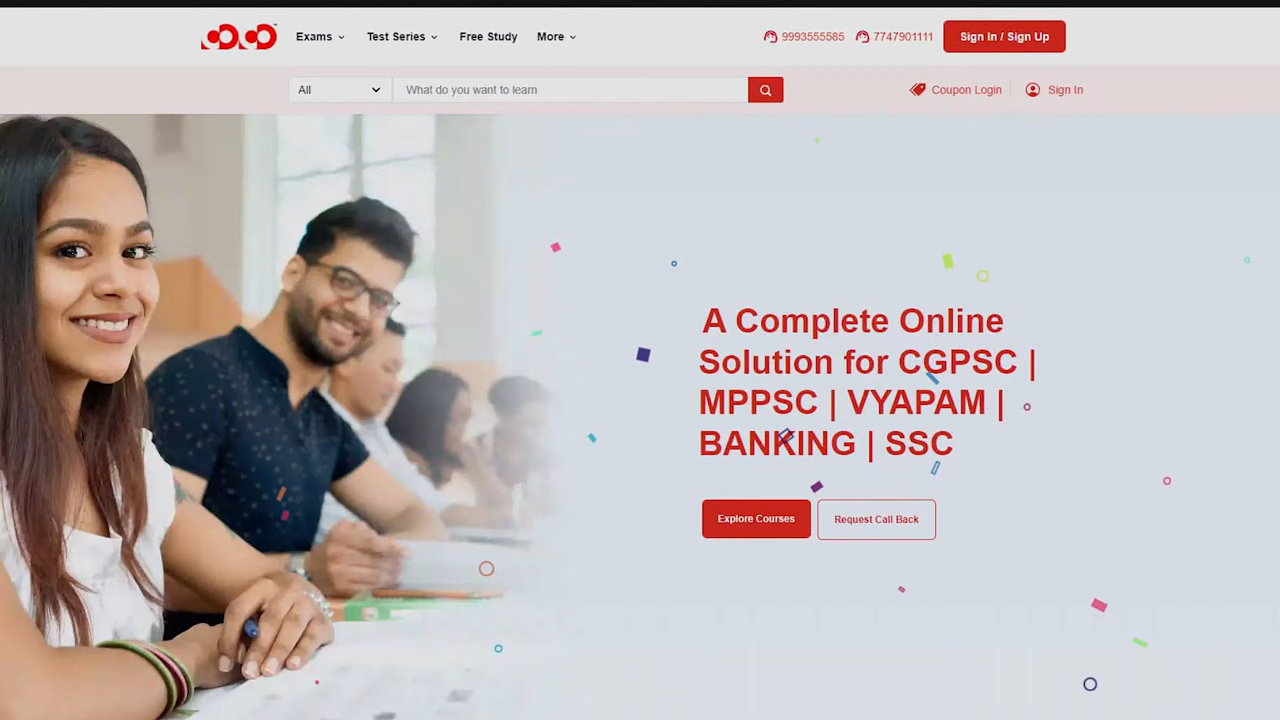 Exams
Test Series
Free Study
More
9993555585
7747901111
Sign In / Sign Up
All
What do you want to learn
Coupon Login
Sign In
A Complete Online
Solution for CGPSC |
MPPSC | VYAPAM |
BANKING | SSC
Explore Courses
Request Call Back